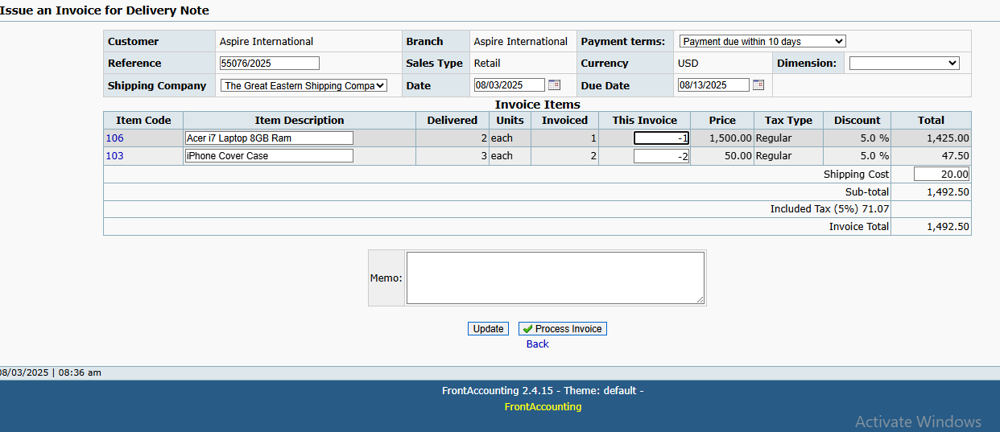 Issue an Invoice for Delivery Note
Customer Aspire International Branch Aspire International Payment terms: Payment due within 10 days
Reference 55076/2025 Sales Type Retail Currency USD Dimension:
Shipping Company The Great Eastern Shipping Compa Date 08/03/2025 Due Date 08/13/2025
Invoice Items
Item Code Item Description Delivered Units Invoiced This Invoice Price Tax Type Discount Total
106 Acer i7 Laptop 8GB Ram 2 each 1 -1 1,500.00 Regular 5.0 % 1,425.00
103 iPhone Cover Case 3 each 2 -2 50.00 Regular 5.0 % 47.50
Shipping Cost 20.00
Sub-total 1,492.50
Included Tax (5%) 71.07
Invoice Total 1,492.50
Memo:
Update Process Invoice
Back
08/03/2025 | 08:36 am
FrontAccounting 2.4.15 - Theme: default -
FrontAccounting
Activate Windows